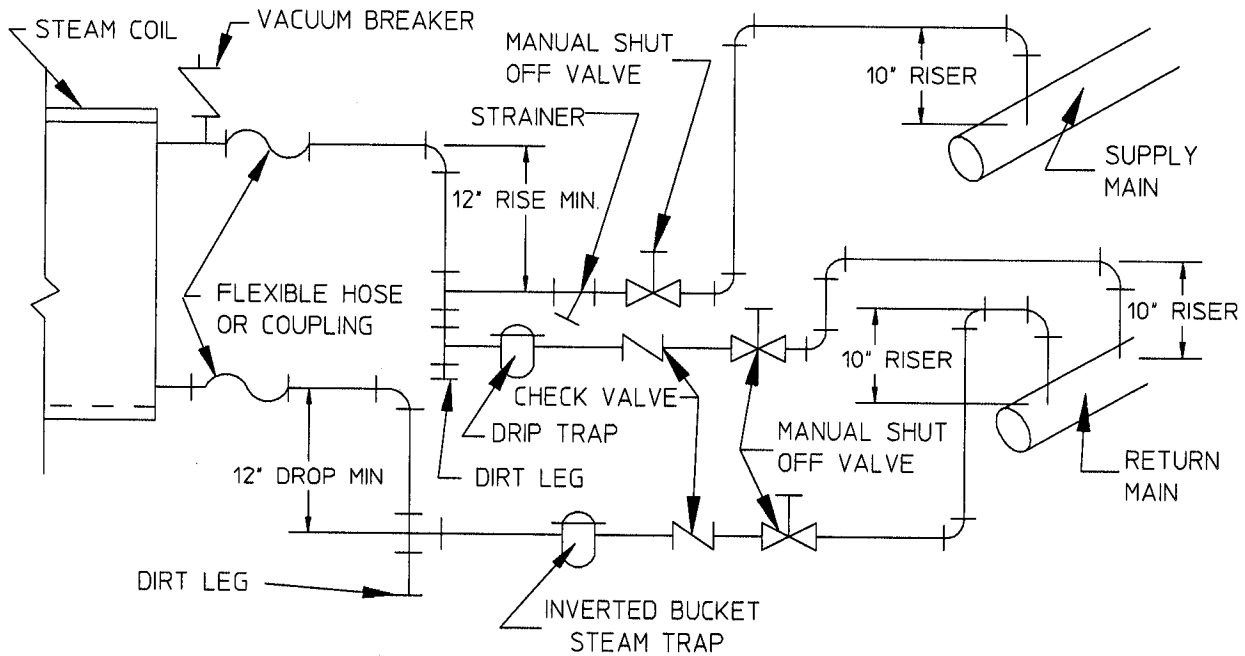 STEAM COIL
VACUUM BREAKER
MANUAL SHUT
OFF VALVE
STRAINER
10" RISER
SUPPLY
MAIN
12" RISE MIN.
FLEXIBLE HOSE
OR COUPLING
10" RISER
10" RISER
CHECK VALVE
DRIP TRAP
DIRT LEG
MANUAL SHUT
OFF VALVE
RETURN
MAIN
12" DROP MIN
DIRT LEG
INVERTED BUCKET
STEAM TRAP